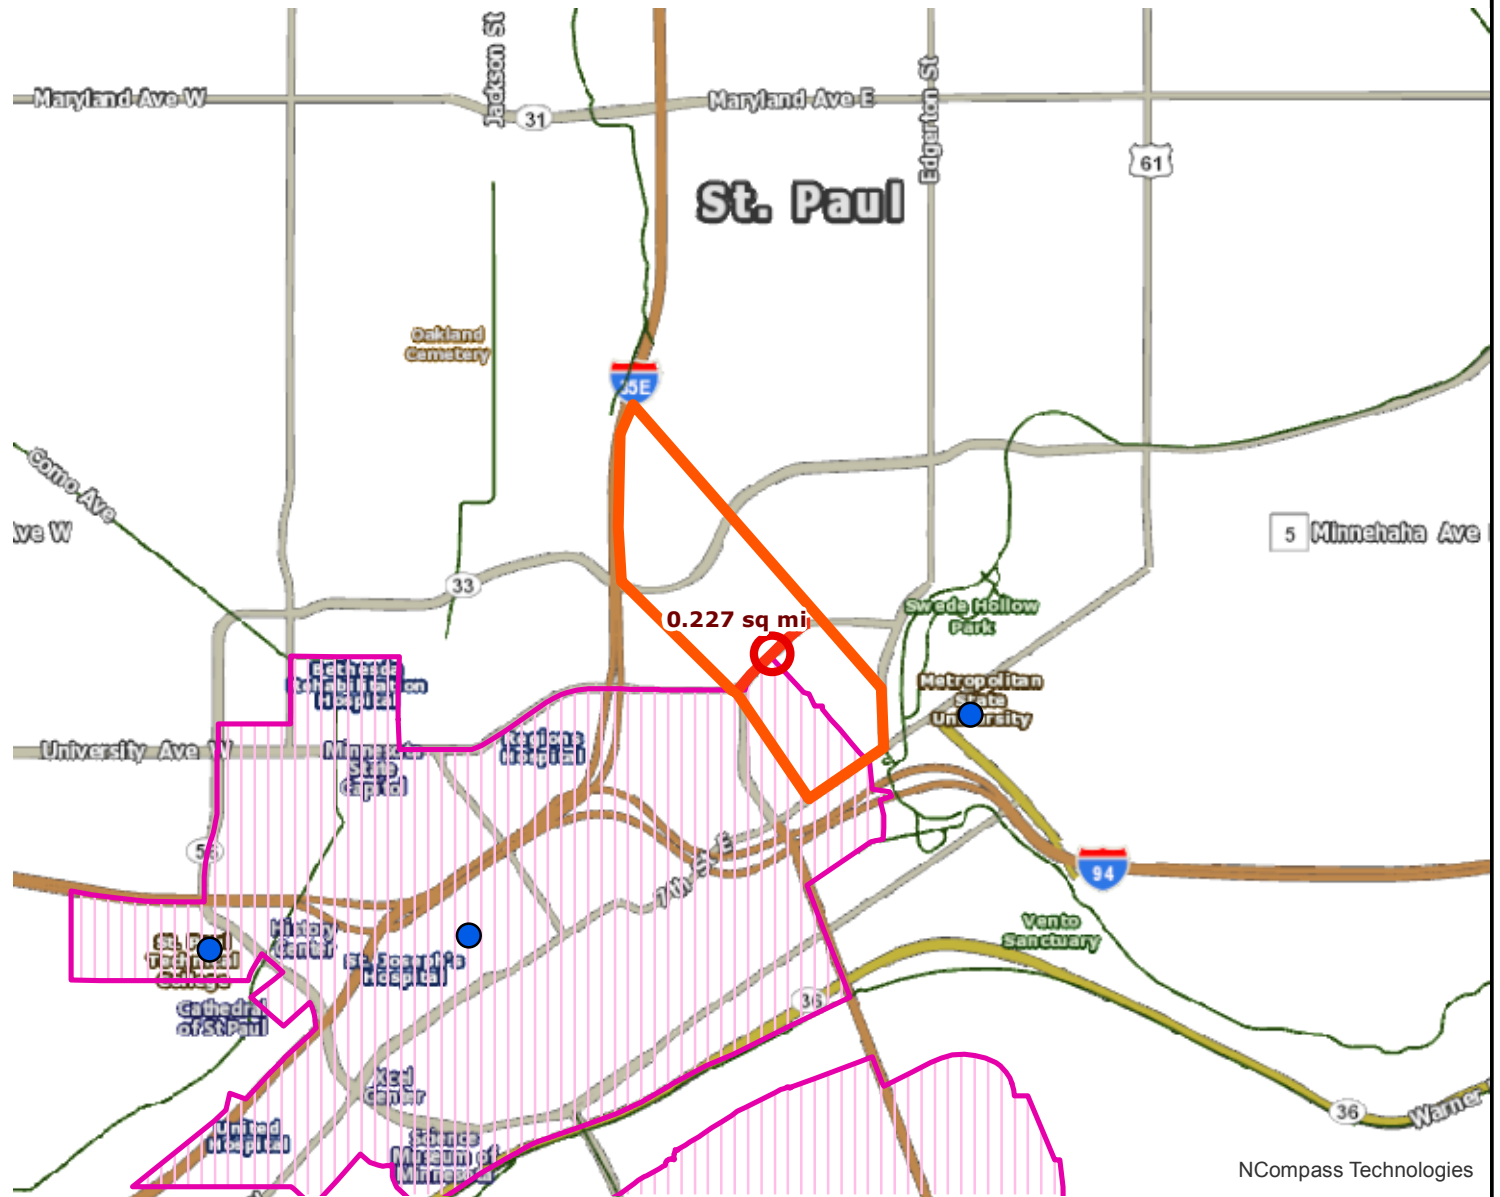 Jackson St
Edgerton St
Maryland Ave W
Maryland Ave E
31
61
St. Paul
Oakland
Cemetery
35E
Como Ave
Ave W
5
Minnehaha Ave
33
0.227 sq mi
Swede Hollow
Park
Bethesda
Rehabilitation
Hospital
Metropolitan
State
University
University Ave W
Minnesota
State
Capitol
Regions
Hospital
7th
94
History
Center
St. Paul
Technical
College
St. Joseph's
Hospital
Vento
Sanctuary
Cathedral
of St Paul
36
Xcel
Center
36
Warner
United
Hospital
Science
Museum of
Minnesota
NCompass Technologies